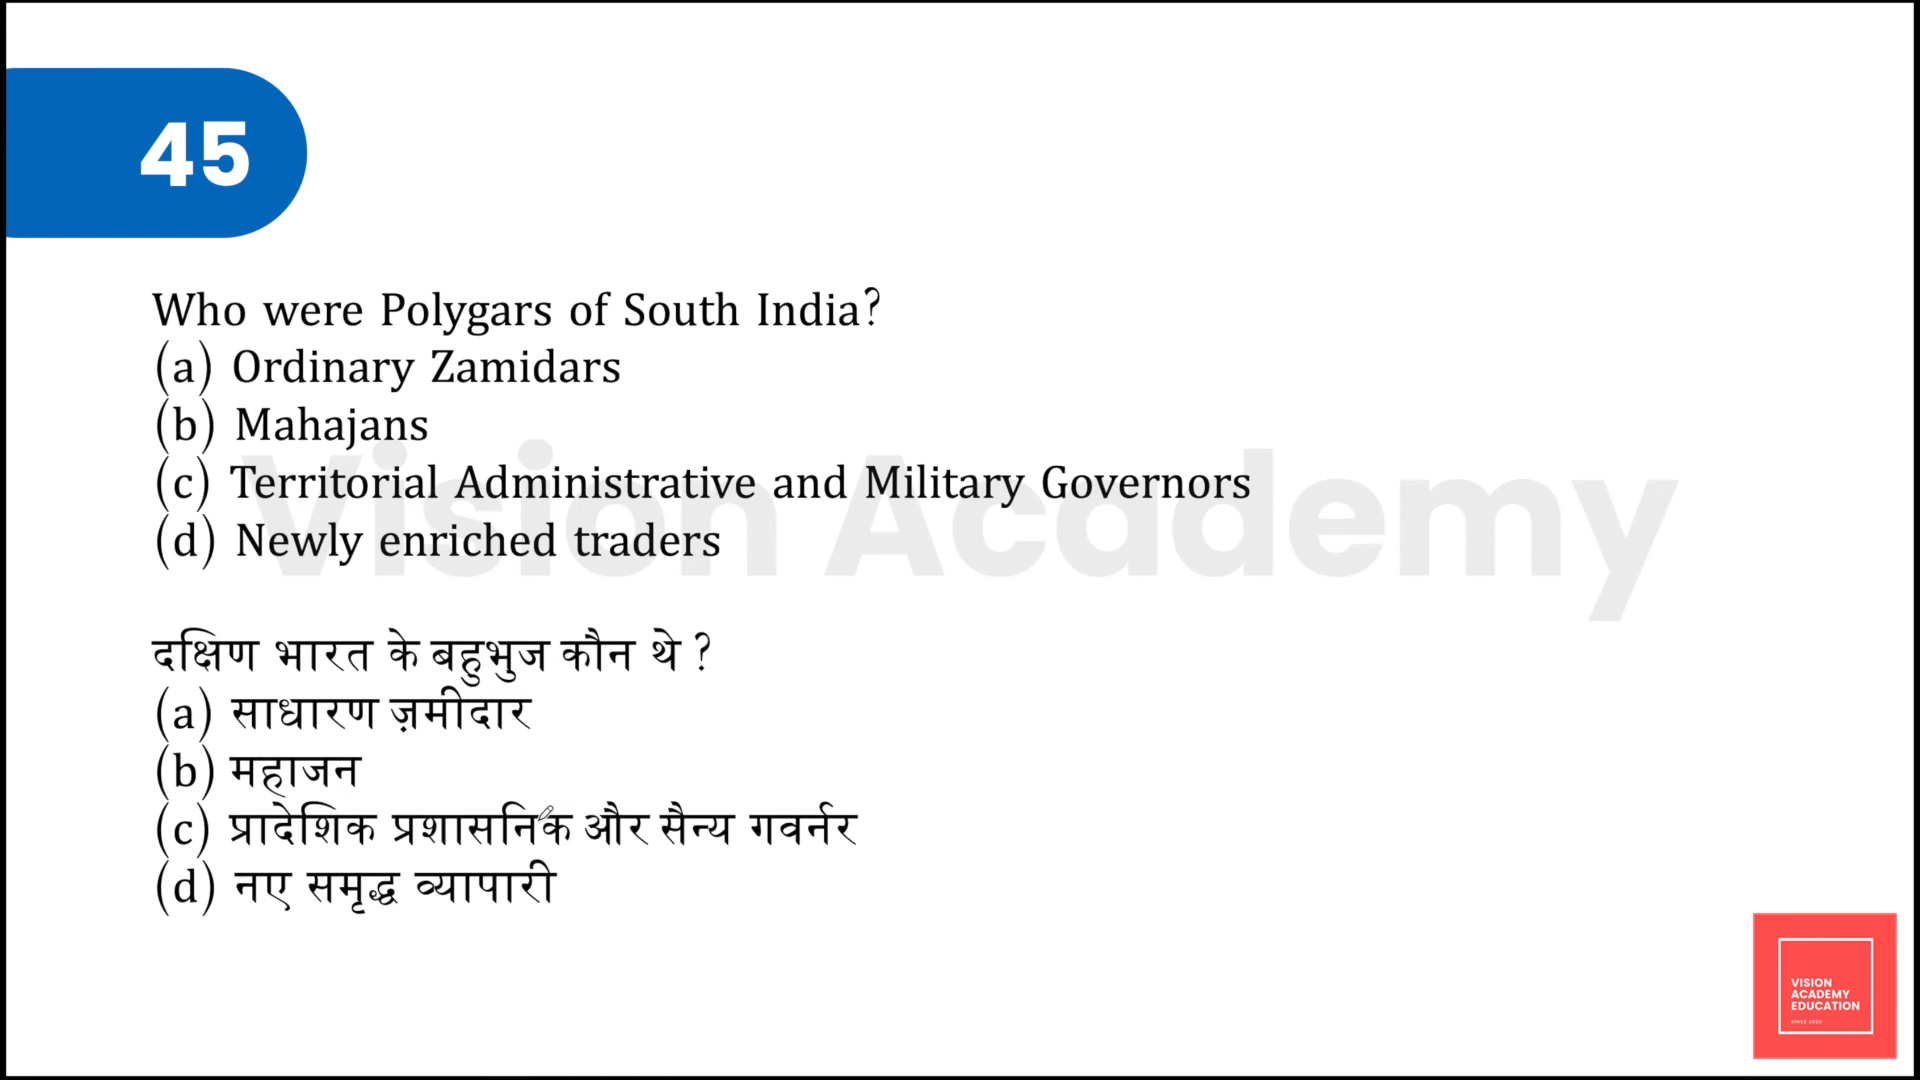 45
Who were Polygars of South India?
(a) Ordinary Zamidars
(b) Mahajans
(c) Territorial Administrative and Military Governors
(d) Newly enriched traders
दक्षिण भारत के बहुभुज कौन थे ?
(a) साधारण ज़मीदार
(b) महाजन
(c) प्रादेशिक प्रशासनिक और सैन्य गवर्नर
(d) नए समृद्ध व्यापारी
Vision Academy
VISION
ACADEMY
EDUCATION
SINCE 2020